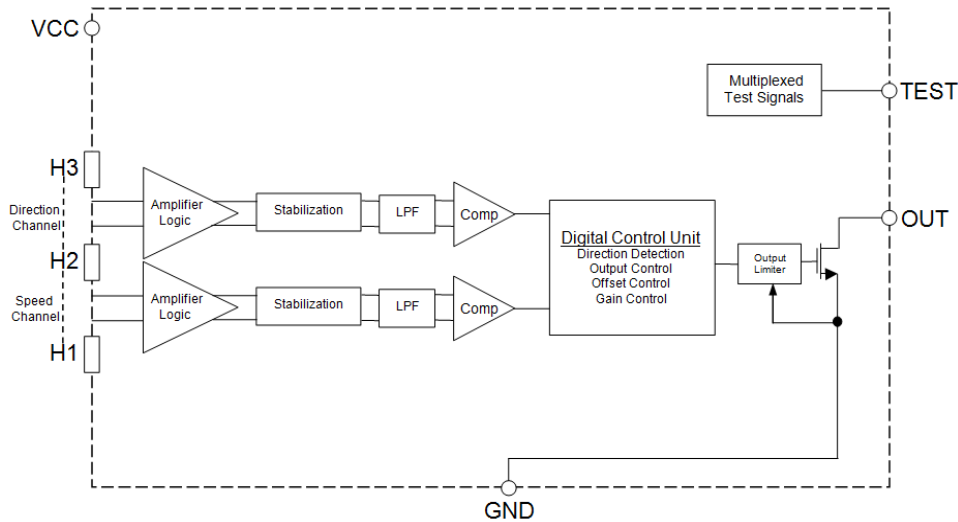 VCC
Multiplexed
Test Signals
TEST
H3
Direction
Channel
Amplifier
Logic
Stabilization
LPF
Comp
OUT
H2
Digital Control Unit
Direction Detection
Output Control
Offset Control
Gain Control
Output
Limiter
Speed
Channel
Amplifier
Logic
Stabilization
LPF
Comp
H1
GND